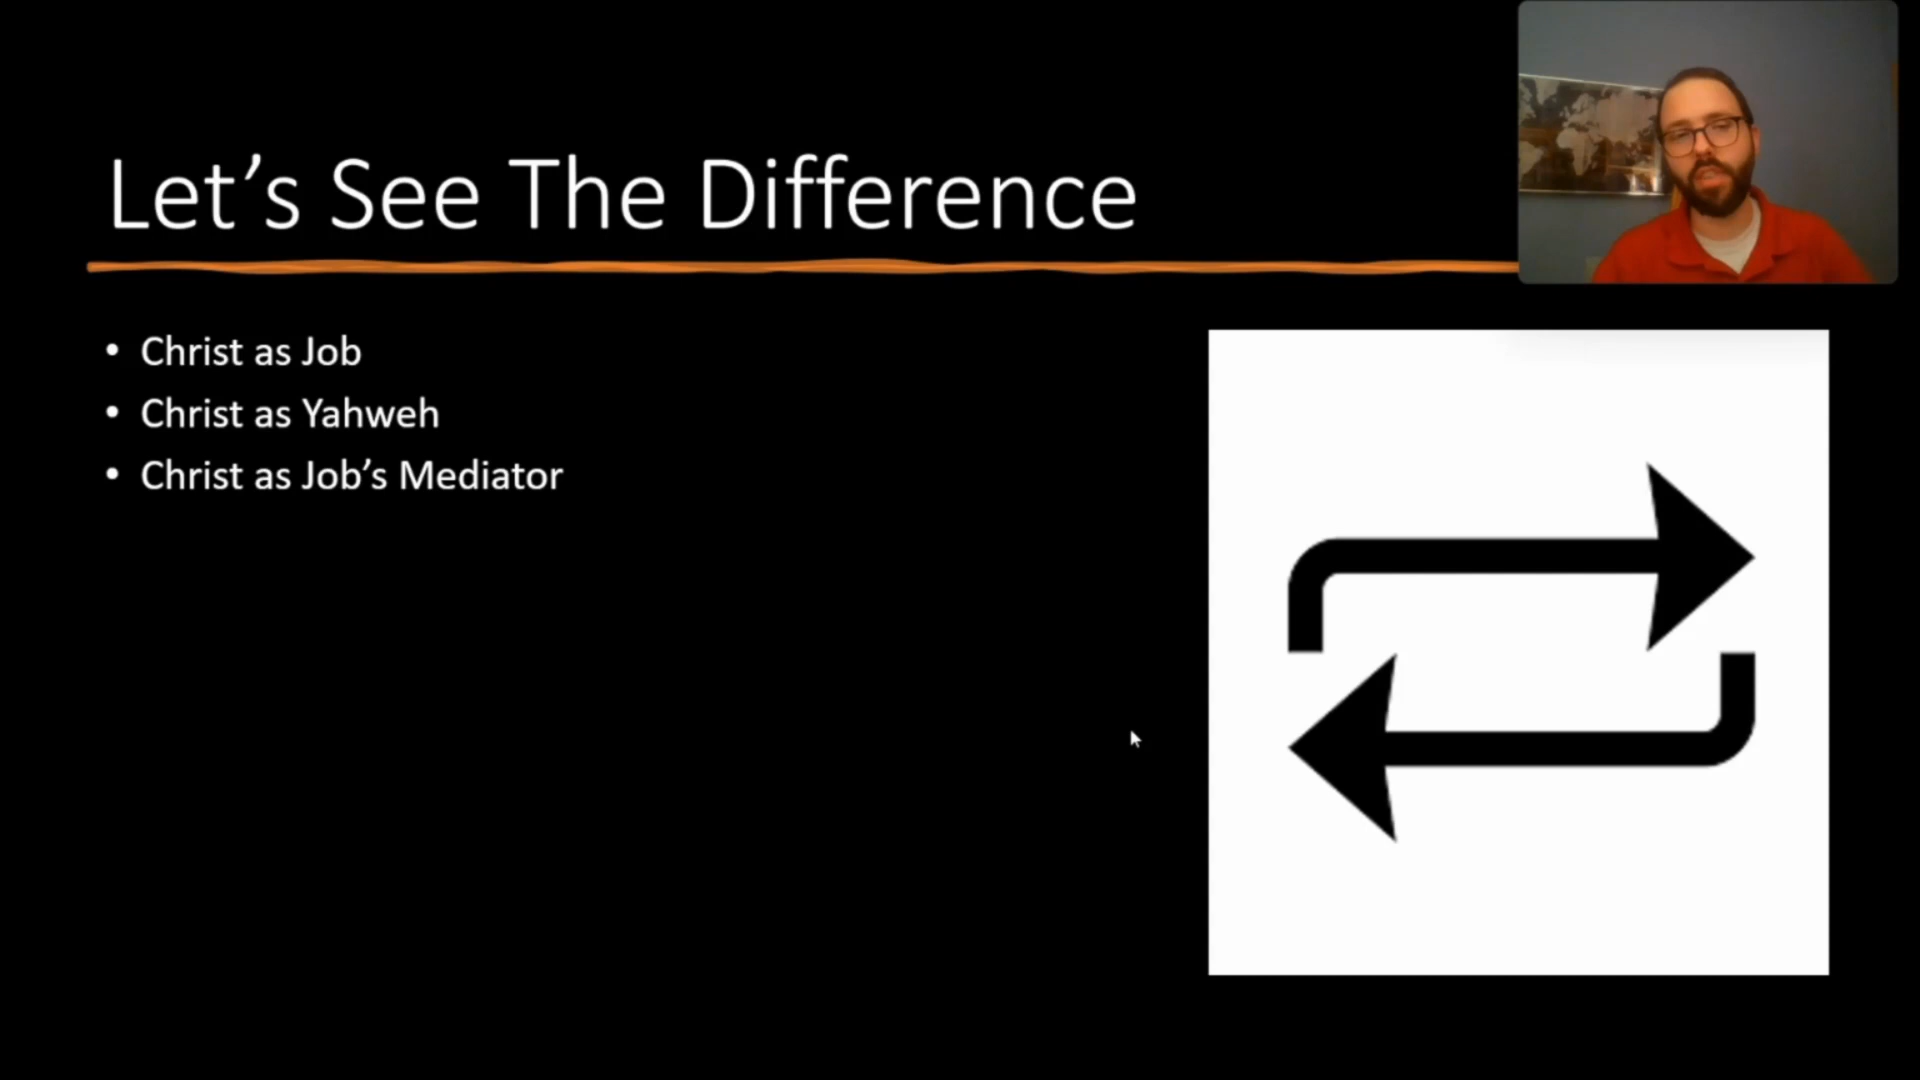 Let’s See The Difference
• Christ as Job
• Christ as Yahweh
• Christ as Job’s Mediator